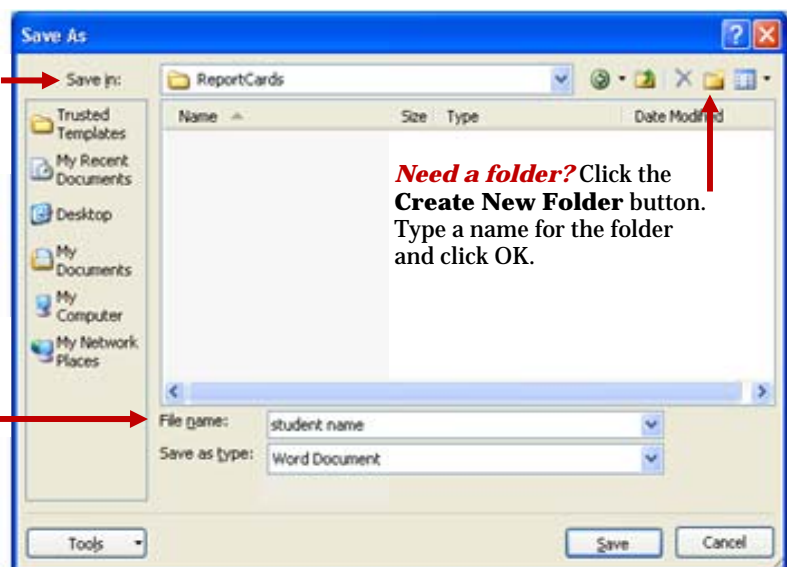 Save As
Save in:
ReportCards
Trusted
Templates
My Recent
Documents
Desktop
My
Documents
My
Computer
My Network
Places
Name
Size
Type
Date Modified
Need a folder? Click the
Create New Folder button.
Type a name for the folder
and click OK.
File name:
student name
Save as type:
Word Document
Tools
Save
Cancel